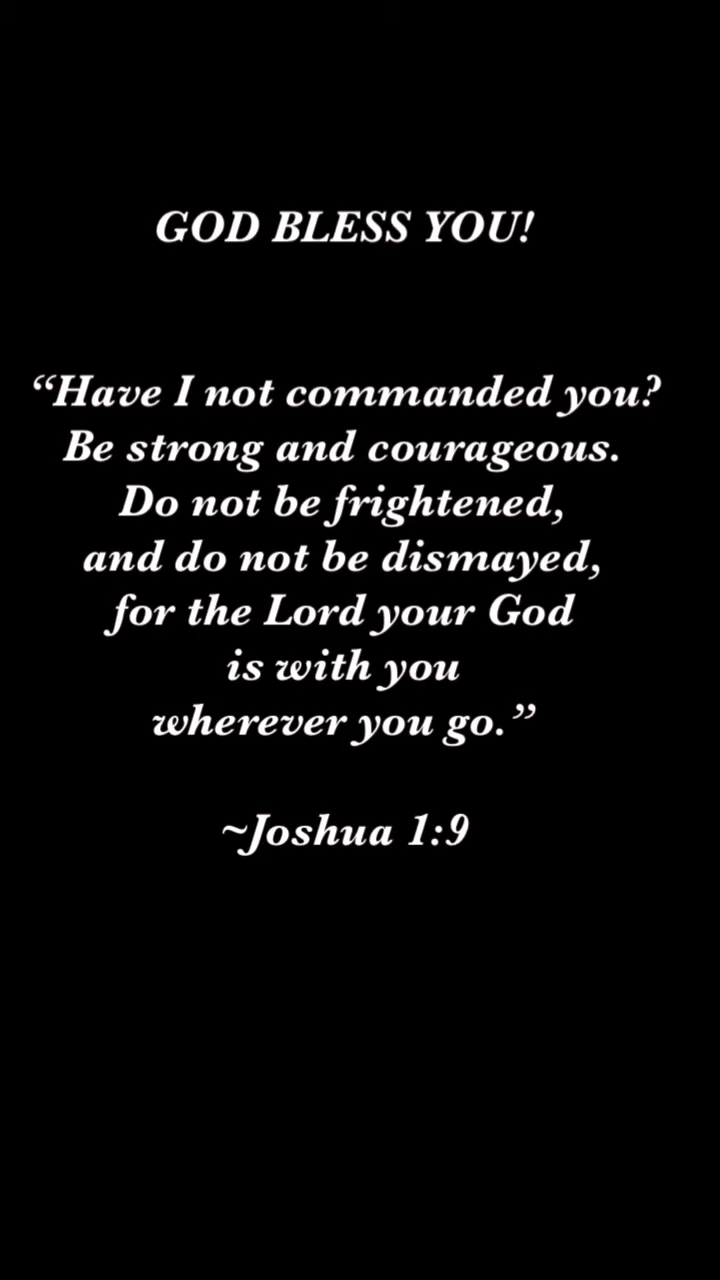 GOD BLESS YOU!
“Have I not commanded you?
Be strong and courageous.
Do not be frightened,
and do not be dismayed,
for the Lord your God
is with you
wherever you go.”
~Joshua 1:9